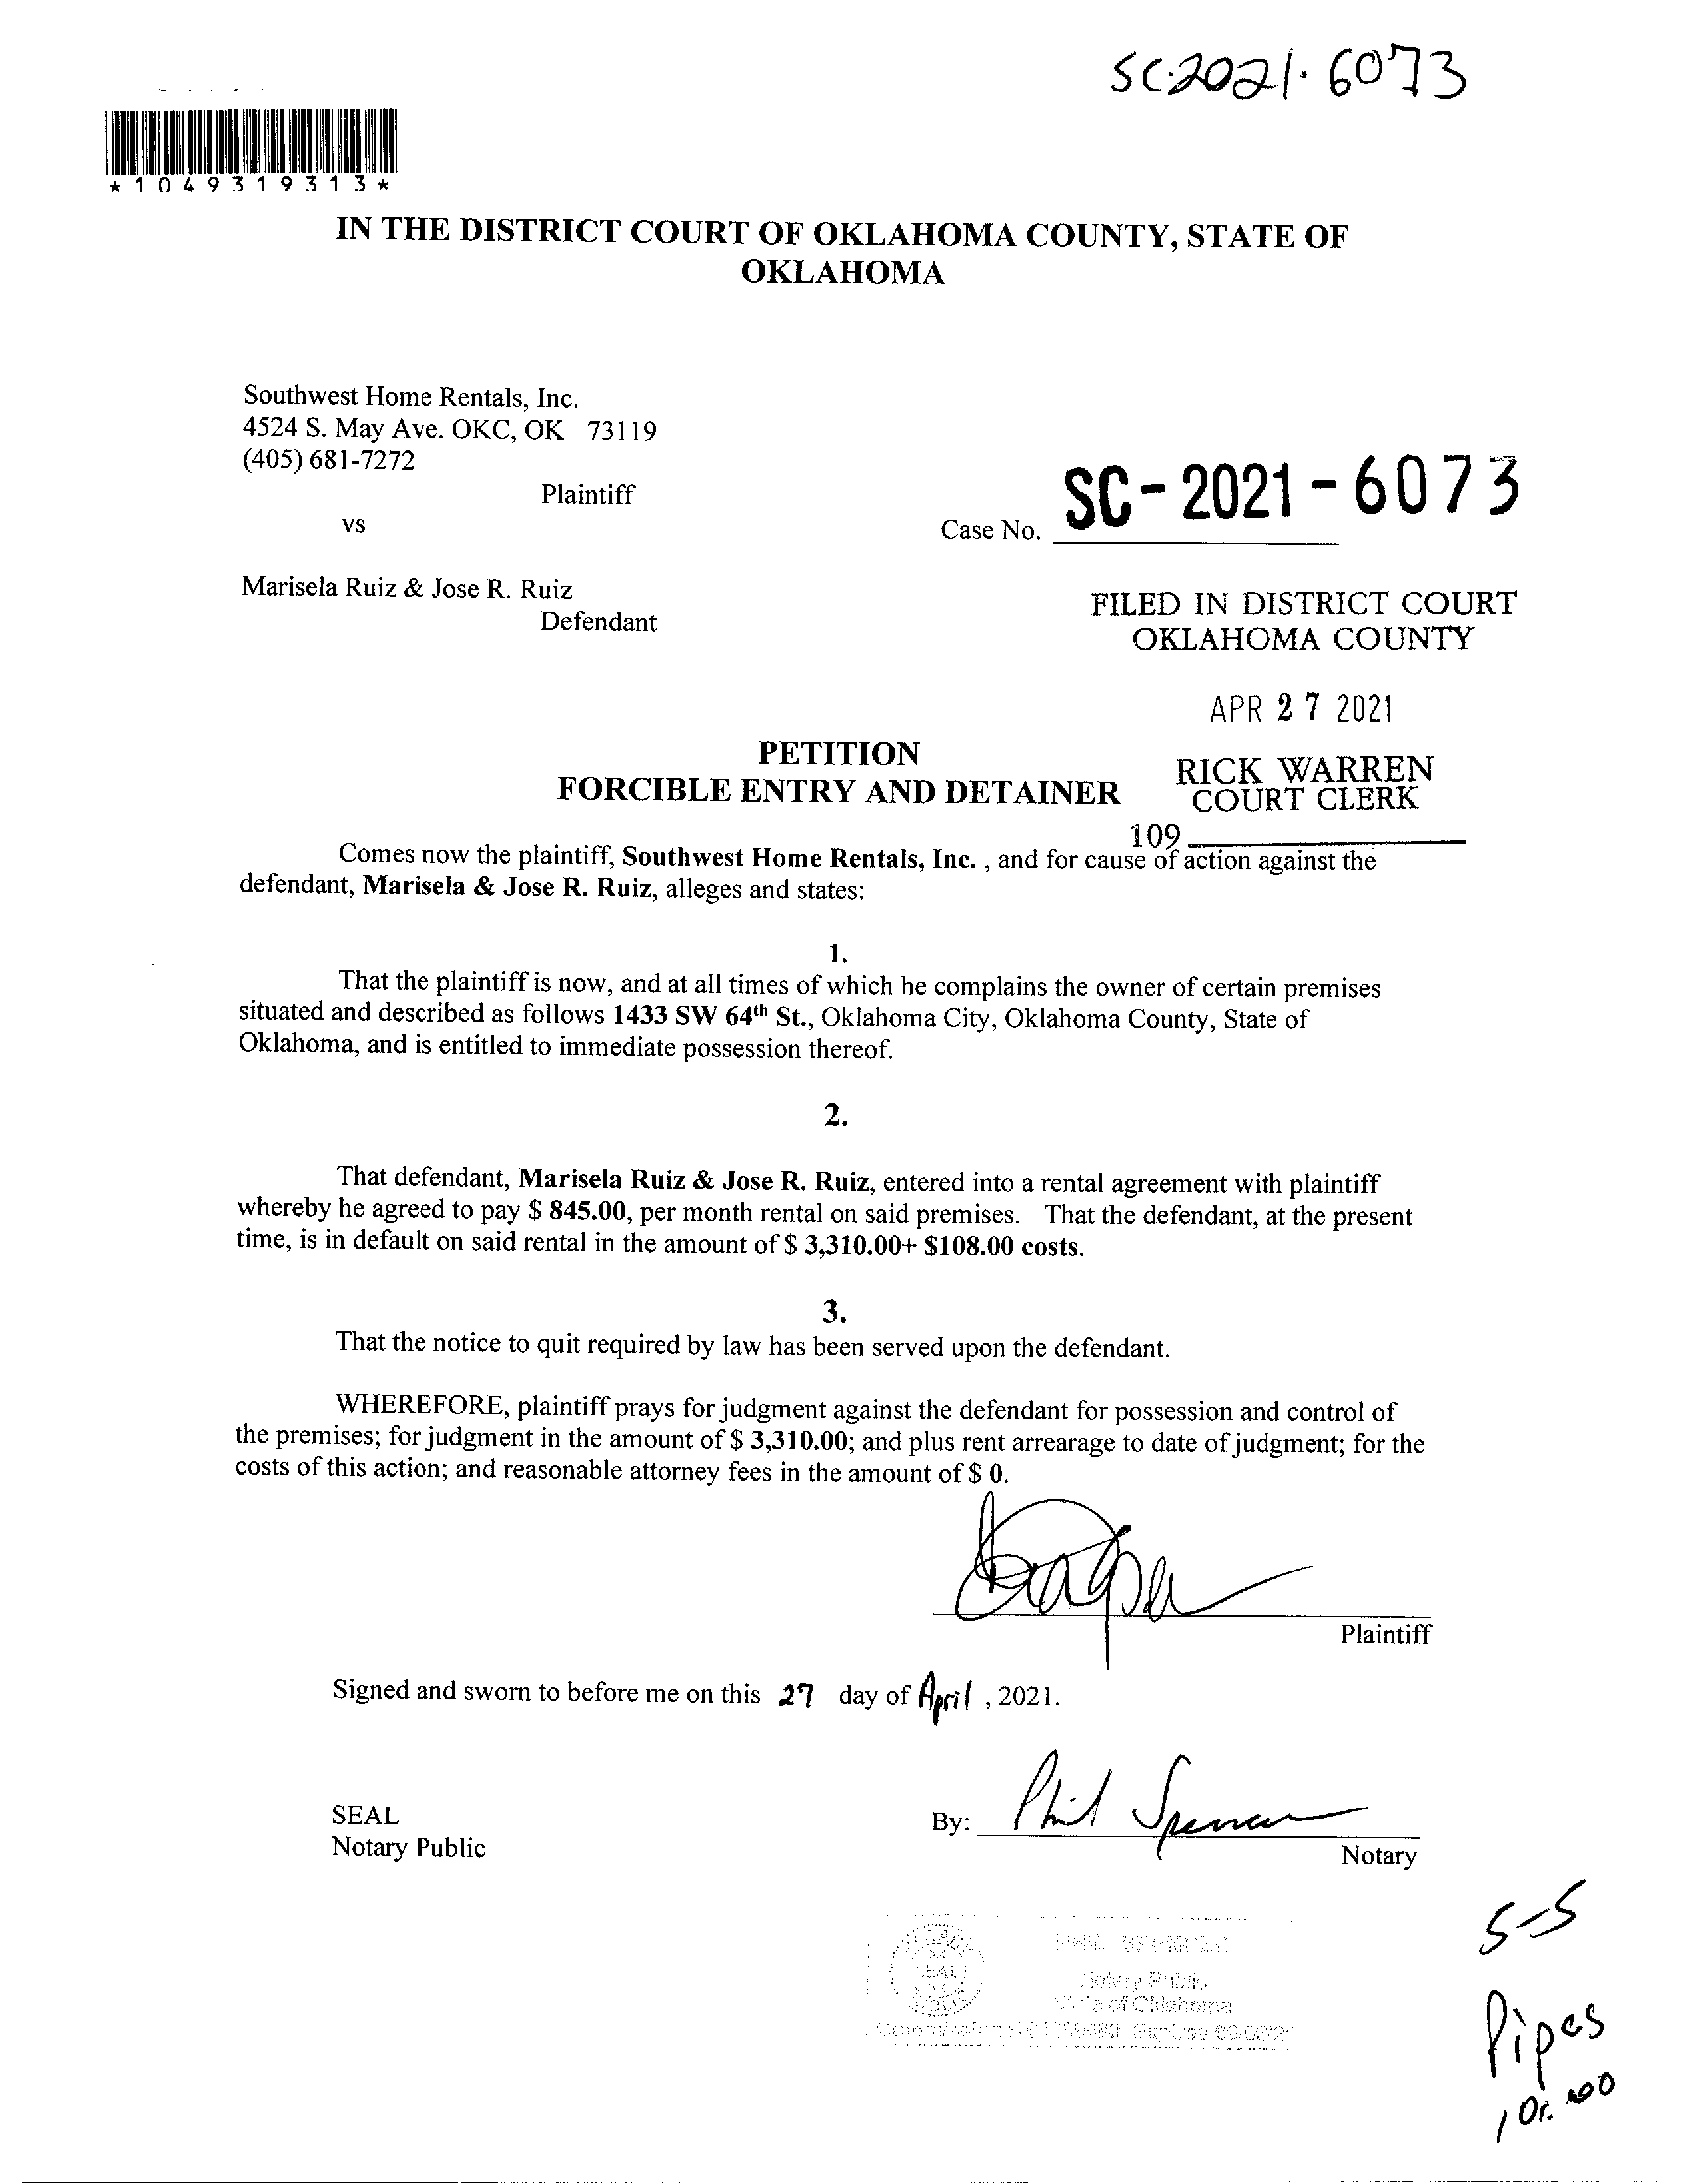 SC-2021-6073
*1049319313*
IN THE DISTRICT COURT OF OKLAHOMA COUNTY, STATE OF
OKLAHOMA
Southwest Home Rentals, Inc.
4524 S. May Ave. OKC, OK 73119
(405) 681-7272
Plaintiff
vs
Case No. SC-2021-6073
Marisela Ruiz & Jose R. Ruiz
Defendant
FILED IN DISTRICT COURT
OKLAHOMA COUNTY
APR 27 2021
PETITION
FORCIBLE ENTRY AND DETAINER
RICK WARREN
COURT CLERK
109
Comes now the plaintiff, Southwest Home Rentals, Inc. , and for cause of action against the
defendant, Marisela & Jose R. Ruiz, alleges and states:
1.
That the plaintiff is now, and at all times of which he complains the owner of certain premises
situated and described as follows 1433 SW 64th St., Oklahoma City, Oklahoma County, State of
Oklahoma, and is entitled to immediate possession thereof.
2.
That defendant, Marisela Ruiz & Jose R. Ruiz, entered into a rental agreement with plaintiff
whereby he agreed to pay $ 845.00, per month rental on said premises. That the defendant, at the present
time, is in default on said rental in the amount of $ 3,310.00+ $108.00 costs.
3.
That the notice to quit required by law has been served upon the defendant.
WHEREFORE, plaintiff prays for judgment against the defendant for possession and control of
the premises; for judgment in the amount of $ 3,310.00; and plus rent arrearage to date of judgment; for the
costs of this action; and reasonable attorney fees in the amount of $ 0.
Plaintiff
Signed and sworn to before me on this 27 day of April , 2021.
SEAL
Notary Public
By: Phil Spencer
Notary
SEAL
Notary Public
State of Oklahoma
5-5
Pipes